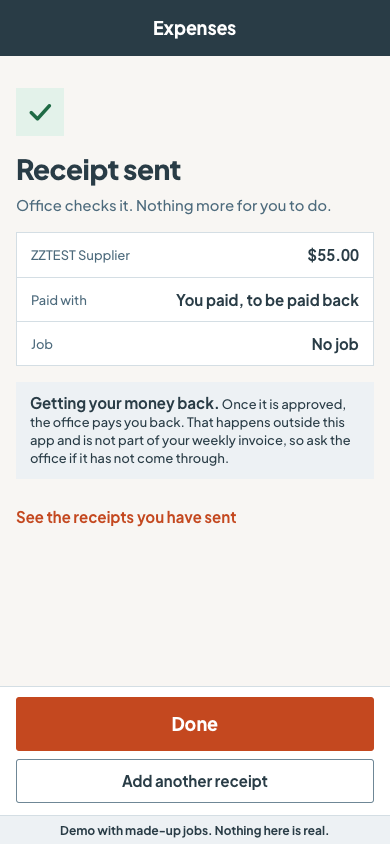 Expenses
Receipt sent
Office checks it. Nothing more for you to do.
ZZTEST Supplier $55.00
Paid with You paid, to be paid back
Job No job
Getting your money back. Once it is approved,
the office pays you back. That happens outside this
app and is not part of your weekly invoice, so ask the
office if it has not come through.
See the receipts you have sent
Done
Add another receipt
Demo with made-up jobs. Nothing here is real.